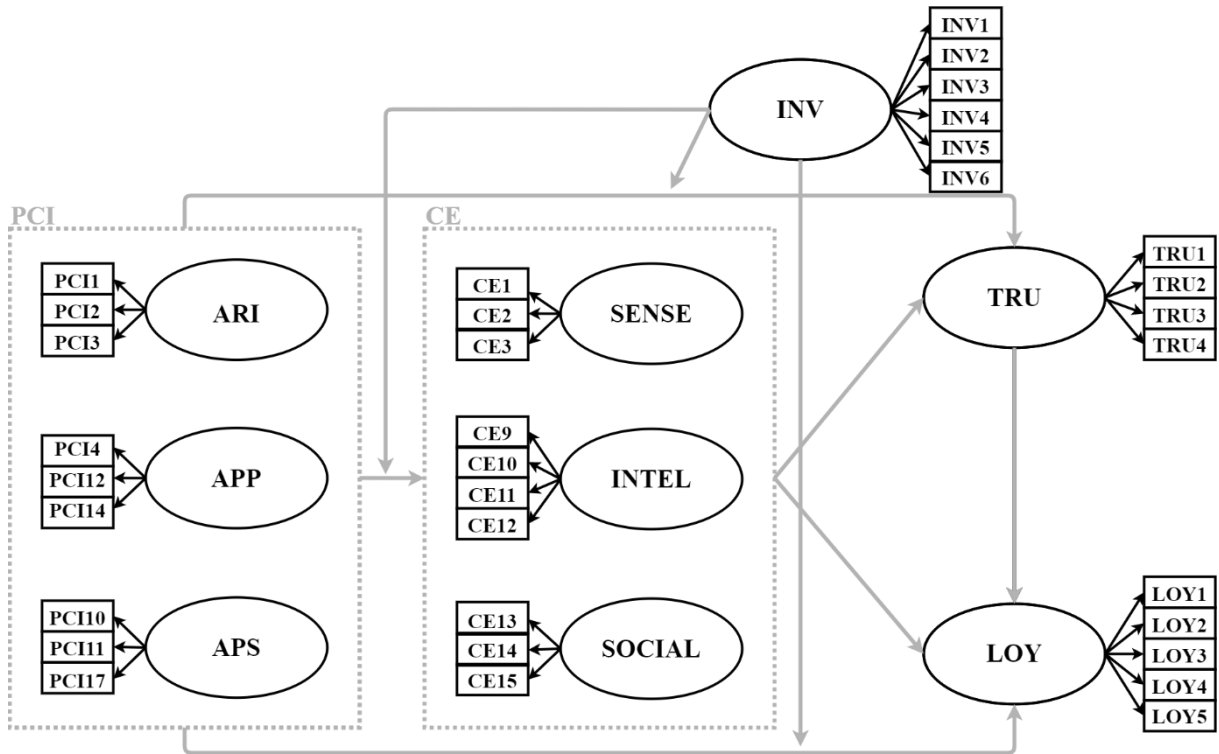 INV
INV1
INV2
INV3
INV4
INV5
INV6
PCI
PCI1
PCI2
PCI3
ARI
PCI4
PCI12
PCI14
APP
PCI10
PCI11
PCI17
APS
CE
CE1
CE2
CE3
SENSE
CE9
CE10
CE11
CE12
INTEL
CE13
CE14
CE15
SOCIAL
TRU
TRU1
TRU2
TRU3
TRU4
LOY
LOY1
LOY2
LOY3
LOY4
LOY5